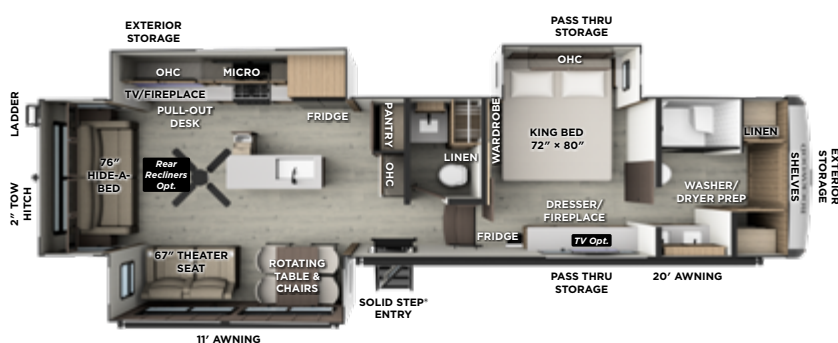 EXTERIOR
STORAGE
PASS THRU
STORAGE
OHC
MICRO
OHC
TV/FIREPLACE
PULL-OUT
DESK
FRIDGE
LADDER
PANTRY
WARDROBE
KING BED
72" × 80"
LINEN
76"
HIDE-A-
BED
Rear
Recliners
Opt.
OHC
LINEN
WASHER/
DRYER PREP
SHELVES
EXTERIOR
STORAGE
2" TOW
HITCH
DRESSER/
FIREPLACE
FRIDGE
TV Opt.
67" THEATER
SEAT
ROTATING
TABLE &
CHAIRS
SOLID STEP®
ENTRY
PASS THRU
STORAGE
20' AWNING
11' AWNING